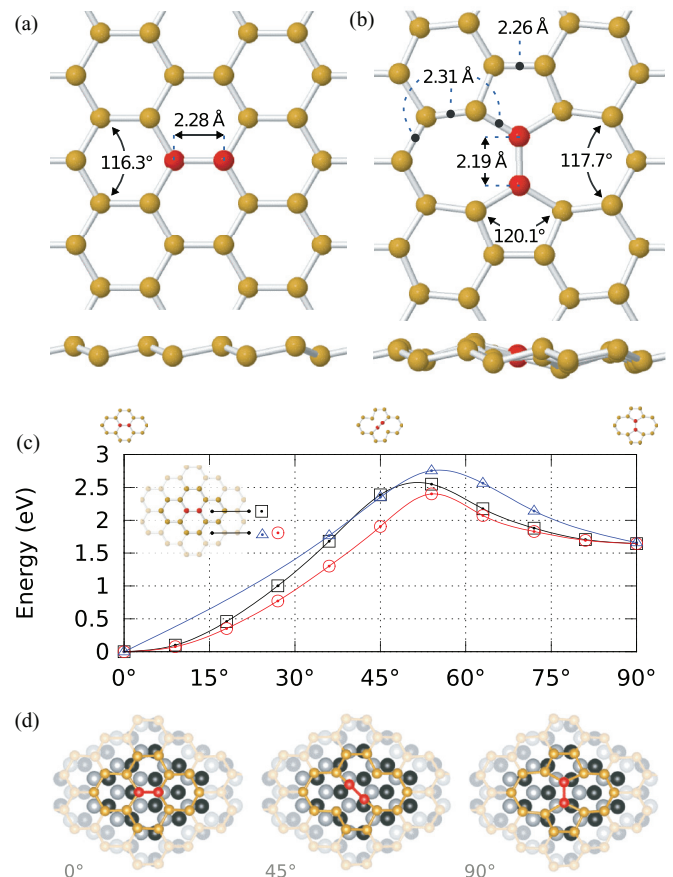 (a)
(b)
2.26 Å
2.31 Å
2.28 Å
116.3°
2.19 Å
117.7°
120.1°
(c)
3
2.5
2
1.5
1
0.5
0
Energy (eV)
0° 15° 30° 45° 60° 75° 90°
(d)
0° 45° 90°